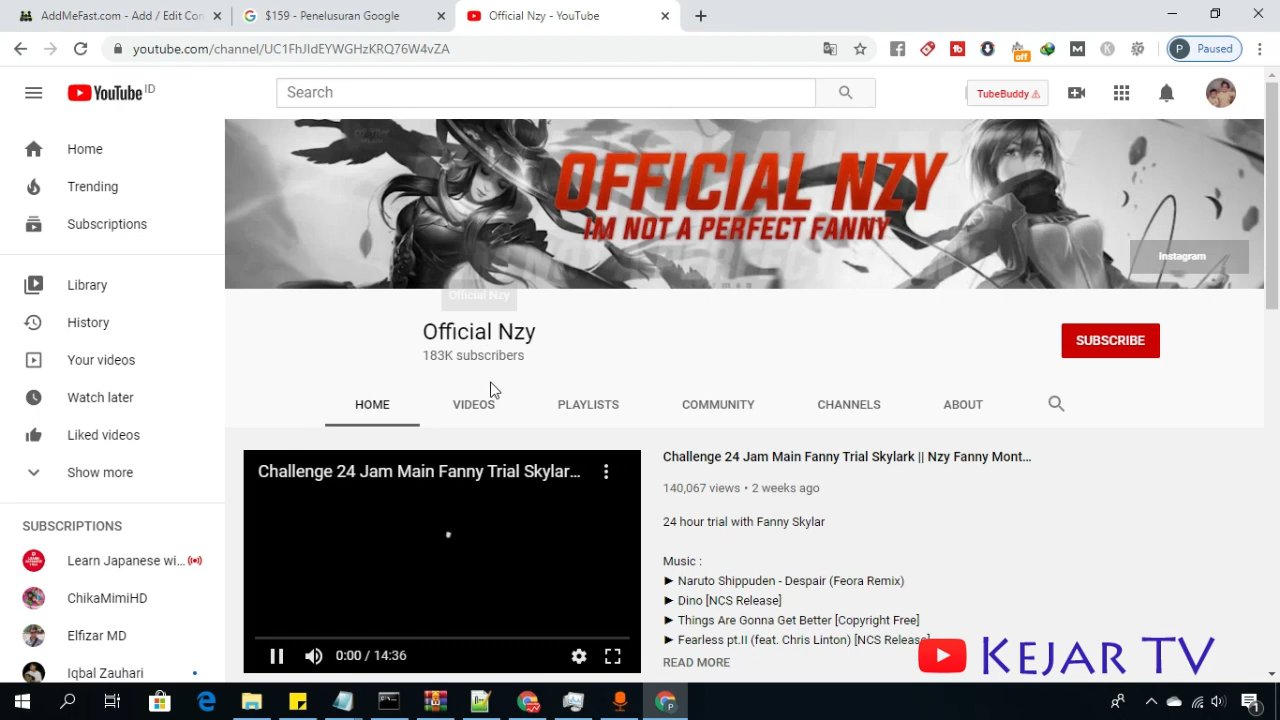 AddMeFast.com - Add / Edit Con
$159 - Penelusuran Google
Official Nzy - YouTube
youtube.com/channel/UC1FhJIdEYWGHzKRQ76W4vZA
off
P Paused
YouTube ID
Search
TubeBuddy
Home
Trending
Subscriptions
Library
History
Your videos
Watch later
Liked videos
Show more
SUBSCRIPTIONS
Learn Japanese wi...
ChikaMimiHD
Elfizar MD
Iqbal Zauhari
OFFICIAL NZY
IM NOT A PERFECT FANNY
Instagram
Official Nzy
Official Nzy
183K subscribers
SUBSCRIBE
HOME
VIDEOS
PLAYLISTS
COMMUNITY
CHANNELS
ABOUT
Challenge 24 Jam Main Fanny Trial Skylar...
0:00 / 14:36
Challenge 24 Jam Main Fanny Trial Skylark || Nzy Fanny Mont...
140,067 views • 2 weeks ago
24 hour trial with Fanny Skylar
Music :
► Naruto Shippuden - Despair (Feora Remix)
► Dino [NCS Release]
► Things Are Gonna Get Better [Copyright Free]
► Fearless pt.II (feat. Chris Linton) [NCS Release]
READ MORE
KEJAR TV